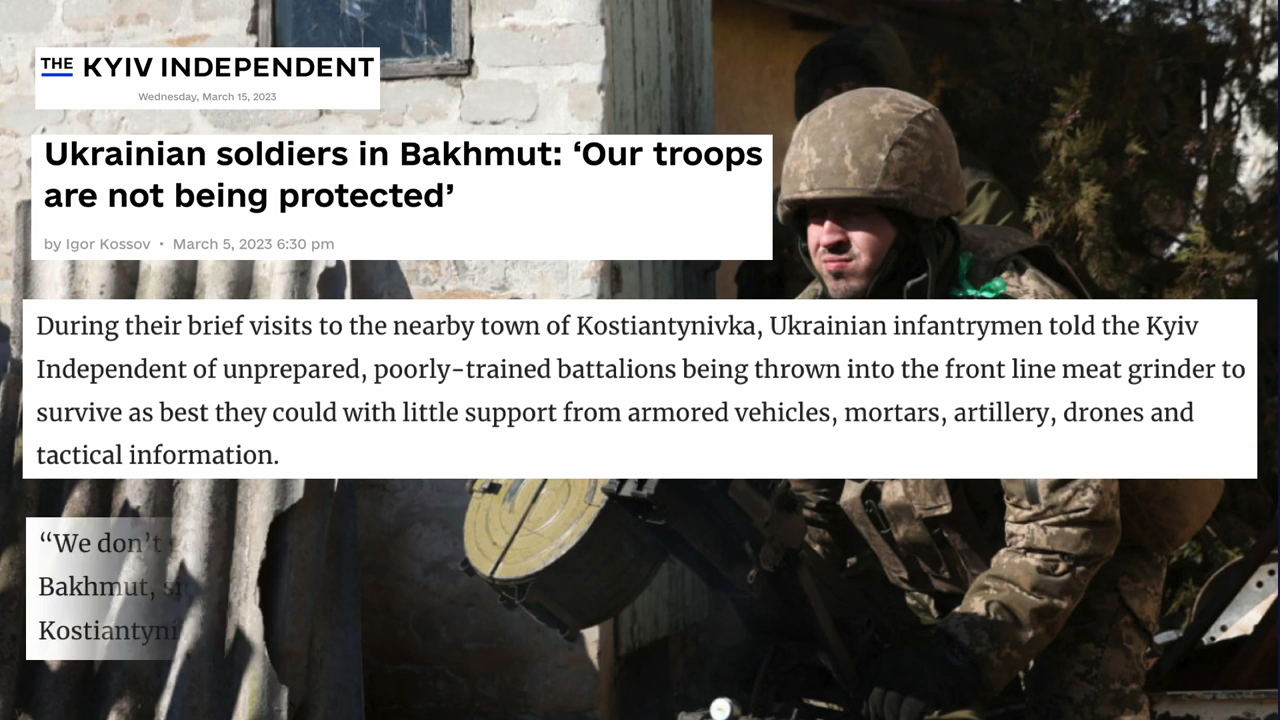 THE KYIV INDEPENDENT
Wednesday, March 15, 2023
Ukrainian soldiers in Bakhmut: ‘Our troops
are not being protected’
by Igor Kossov • March 5, 2023 6:30 pm
During their brief visits to the nearby town of Kostiantynivka, Ukrainian infantrymen told the Kyiv
Independent of unprepared, poorly-trained battalions being thrown into the front line meat grinder to
survive as best they could with little support from armored vehicles, mortars, artillery, drones and
tactical information.
“We don’t
Bakhmut,